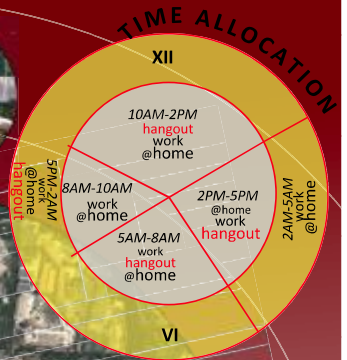 TIME ALLOCATION
XII
10AM-2PM
hangout
work
@home
8AM-10AM
work
@home
2PM-5PM
@home
work
hangout
5AM-8AM
work
hangout
@home
5PM-2AM
work
@home
hangout
2AM-5AM
work
@home
VI